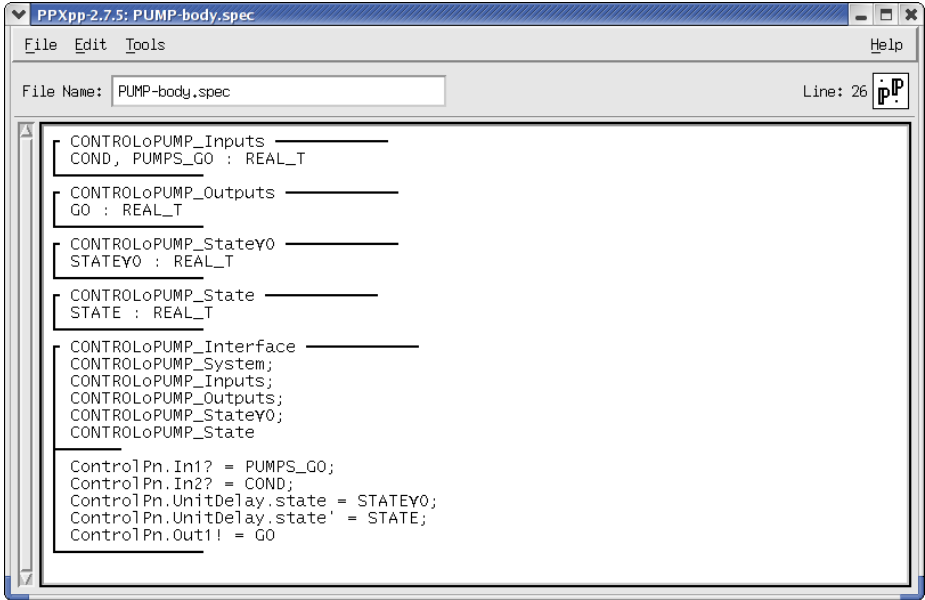 PPXpp-2.7.5: PUMP-body.spec
File Edit Tools Help
File Name: PUMP-body.spec Line: 26
CONTROLoPUMP_Inputs
COND, PUMPS_GO : REAL_T
CONTROLoPUMP_Outputs
GO : REAL_T
CONTROLoPUMP_State⋎0
STATE⋎0 : REAL_T
CONTROLoPUMP_State
STATE : REAL_T
CONTROLoPUMP_Interface
CONTROLoPUMP_System;
CONTROLoPUMP_Inputs;
CONTROLoPUMP_Outputs;
CONTROLoPUMP_State⋎0;
CONTROLoPUMP_State
ControlPn.In1? = PUMPS_GO;
ControlPn.In2? = COND;
ControlPn.UnitDelay.state = STATE⋎0;
ControlPn.UnitDelay.state' = STATE;
ControlPn.Out1! = GO